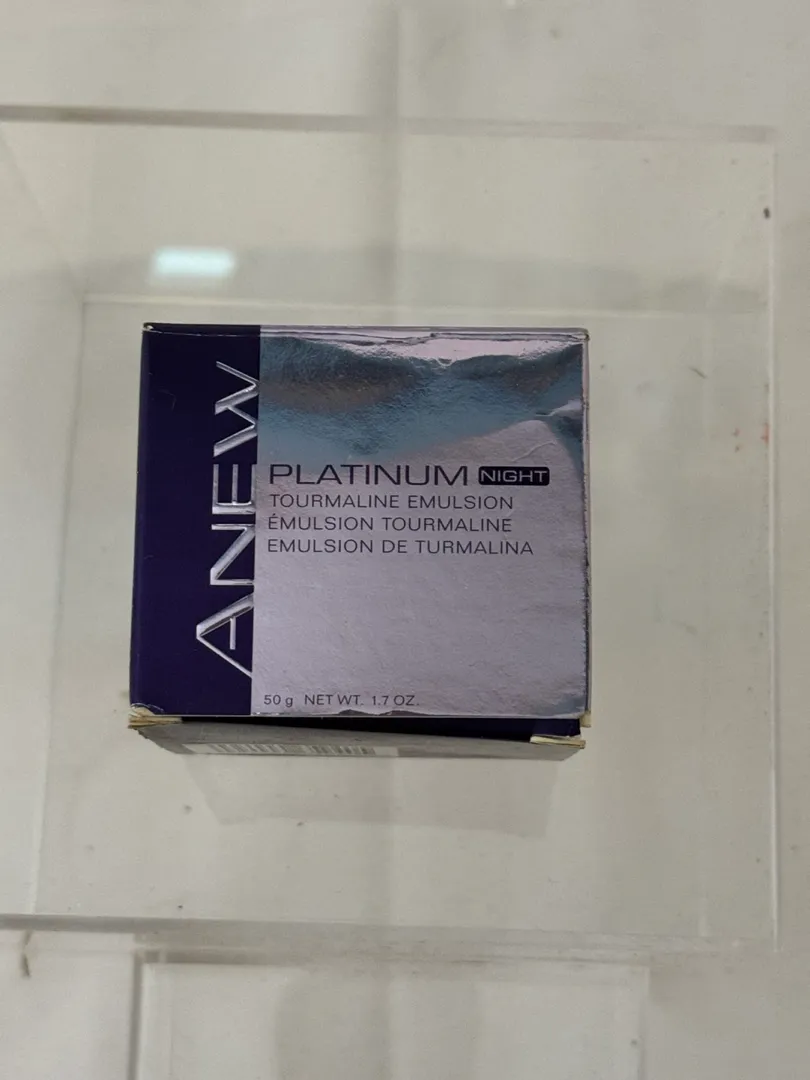 ANEW
PLATINUM NIGHT
TOURMALINE EMULSION
ÉMULSION TOURMALINE
EMULSION DE TURMALINA
50 g NET WT. 1.7 OZ.